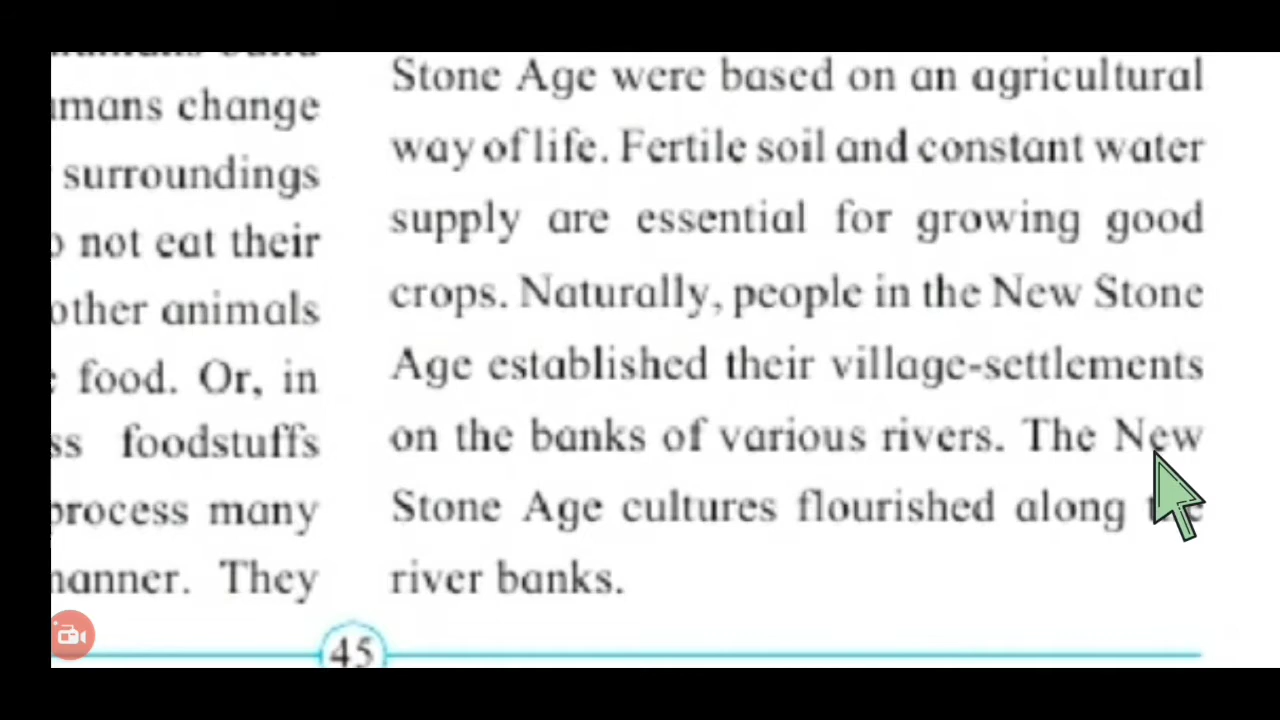 umans change
surroundings
not eat their
other animals
food. Or, in
foodstuffs
process many
manner. They
Stone Age were based on an agricultural
way of life. Fertile soil and constant water
supply are essential for growing good
crops. Naturally, people in the New Stone
Age established their village-settlements
on the banks of various rivers. The New
Stone Age cultures flourished along the
river banks.
45